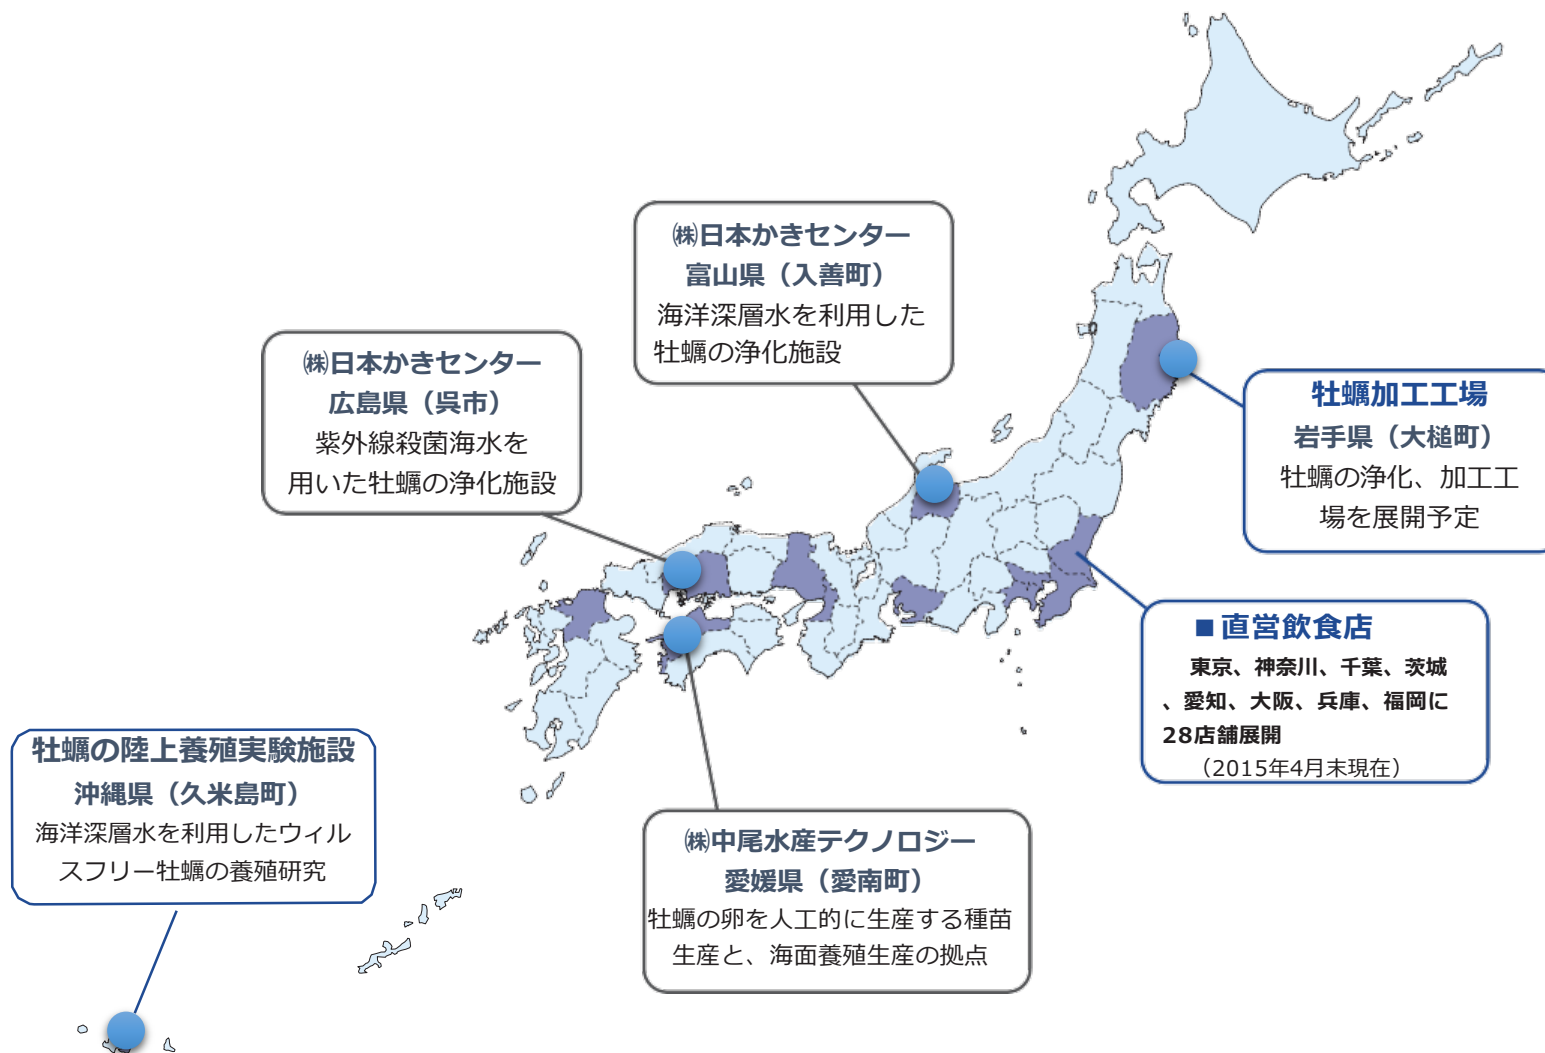 ㈱日本かきセンター
富山県（入善町）
海洋深層水を利用した
牡蠣の浄化施設
㈱日本かきセンター
広島県（呉市）
紫外線殺菌海水を
用いた牡蠣の浄化施設
牡蠣加工工場
岩手県（大槌町）
牡蠣の浄化、加工工
場を展開予定
■直営飲食店
東京、神奈川、千葉、茨城
、愛知、大阪、兵庫、福岡に
28店舗展開
（2015年4月末現在）
牡蠣の陸上養殖実験施設
沖縄県（久米島町）
海洋深層水を利用したウィル
スフリー牡蠣の養殖研究
㈱中尾水産テクノロジー
愛媛県（愛南町）
牡蠣の卵を人工的に生産する種苗
生産と、海面養殖生産の拠点